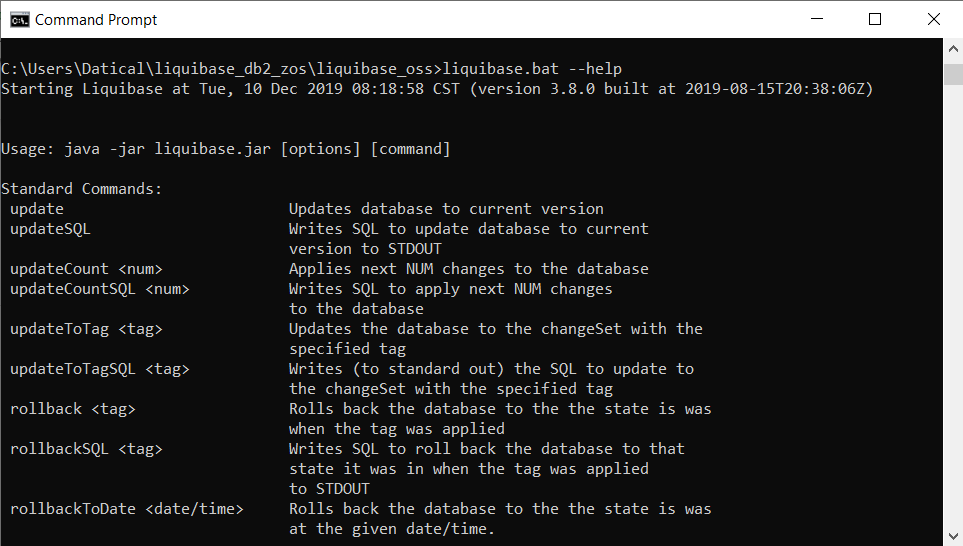 Command Prompt
C:\Users\Datical\liquibase_db2_zos\liquibase_oss>liquibase.bat --help
Starting Liquibase at Tue, 10 Dec 2019 08:18:58 CST (version 3.8.0 built at 2019-08-15T20:38:06Z)
Usage: java -jar liquibase.jar [options] [command]
Standard Commands:
update Updates database to current version
updateSQL Writes SQL to update database to current
version to STDOUT
updateCount <num> Applies next NUM changes to the database
updateCountSQL <num> Writes SQL to apply next NUM changes
to the database
updateToTag <tag> Updates the database to the changeSet with the
specified tag
updateToTagSQL <tag> Writes (to standard out) the SQL to update to
the changeSet with the specified tag
rollback <tag> Rolls back the database to the the state is was
when the tag was applied
rollbackSQL <tag> Writes SQL to roll back the database to that
state it was in when the tag was applied
to STDOUT
rollbackToDate <date/time> Rolls back the database to the the state is was
at the given date/time.